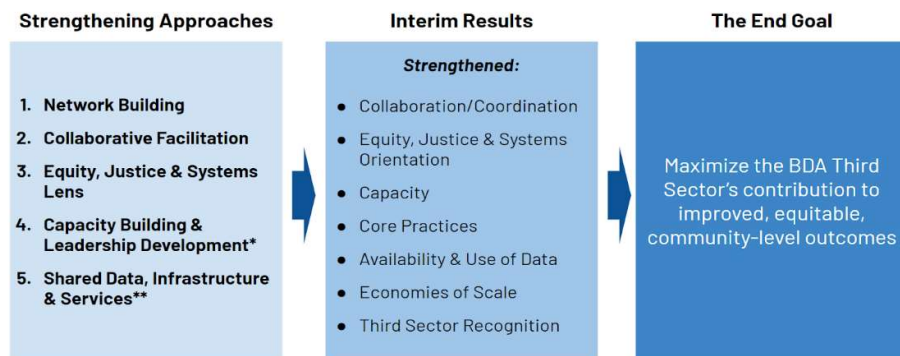 Strengthening Approaches
1. Network Building
2. Collaborative Facilitation
3. Equity, Justice & Systems
Lens
4. Capacity Building &
Leadership Development*
5. Shared Data, Infrastructure
& Services**
Interim Results
Strengthened:
● Collaboration/Coordination
● Equity, Justice & Systems
Orientation
● Capacity
● Core Practices
● Availability & Use of Data
● Economies of Scale
● Third Sector Recognition
The End Goal
Maximize the BDA Third
Sector's contribution to
improved, equitable,
community-level outcomes